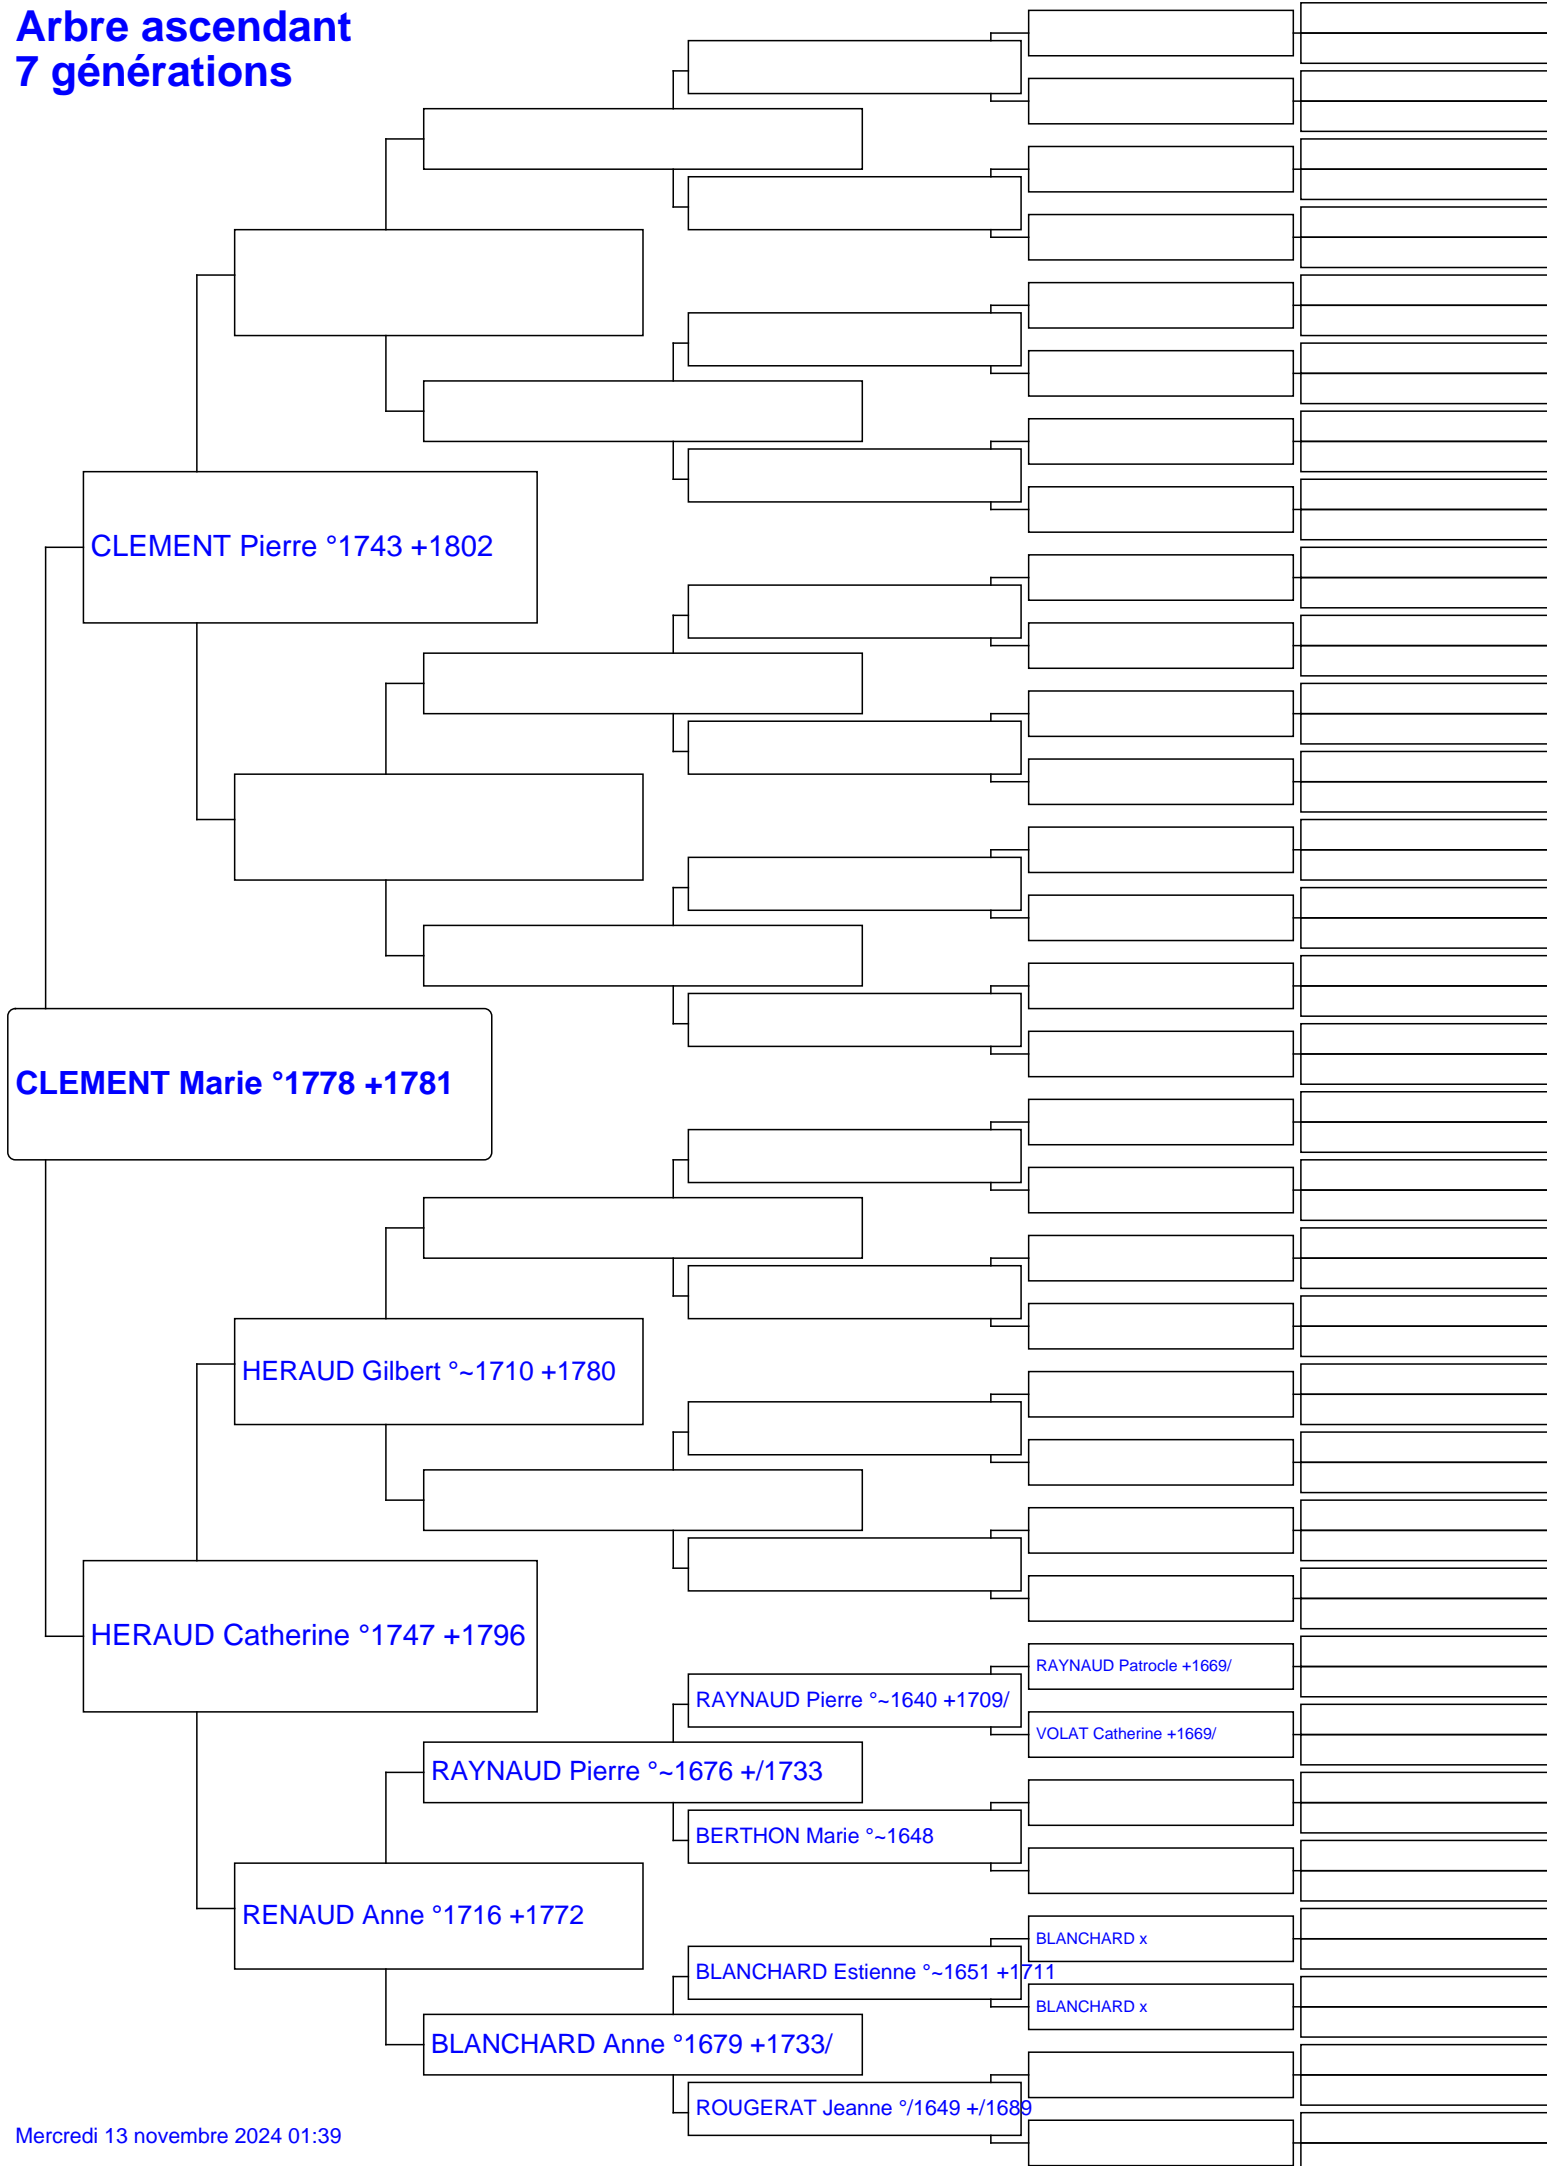 Arbre ascendant
7 générations
CLEMENT Pierre °1743 +1802
CLEMENT Marie °1778 +1781
HERAUD Gilbert °~1710 +1780
HERAUD Catherine °1747 +1796
RAYNAUD Patrocle +1669/
RAYNAUD Pierre °~1640 +1709/
VOLAT Catherine +1669/
RAYNAUD Pierre °~1676 +/1733
BERTHON Marie °~1648
RENAUD Anne °1716 +1772
BLANCHARD x
BLANCHARD Estienne °~1651 +1711
BLANCHARD x
BLANCHARD Anne °1679 +1733/
ROUGERAT Jeanne °/1649 +/1689
Mercredi 13 novembre 2024 01:39